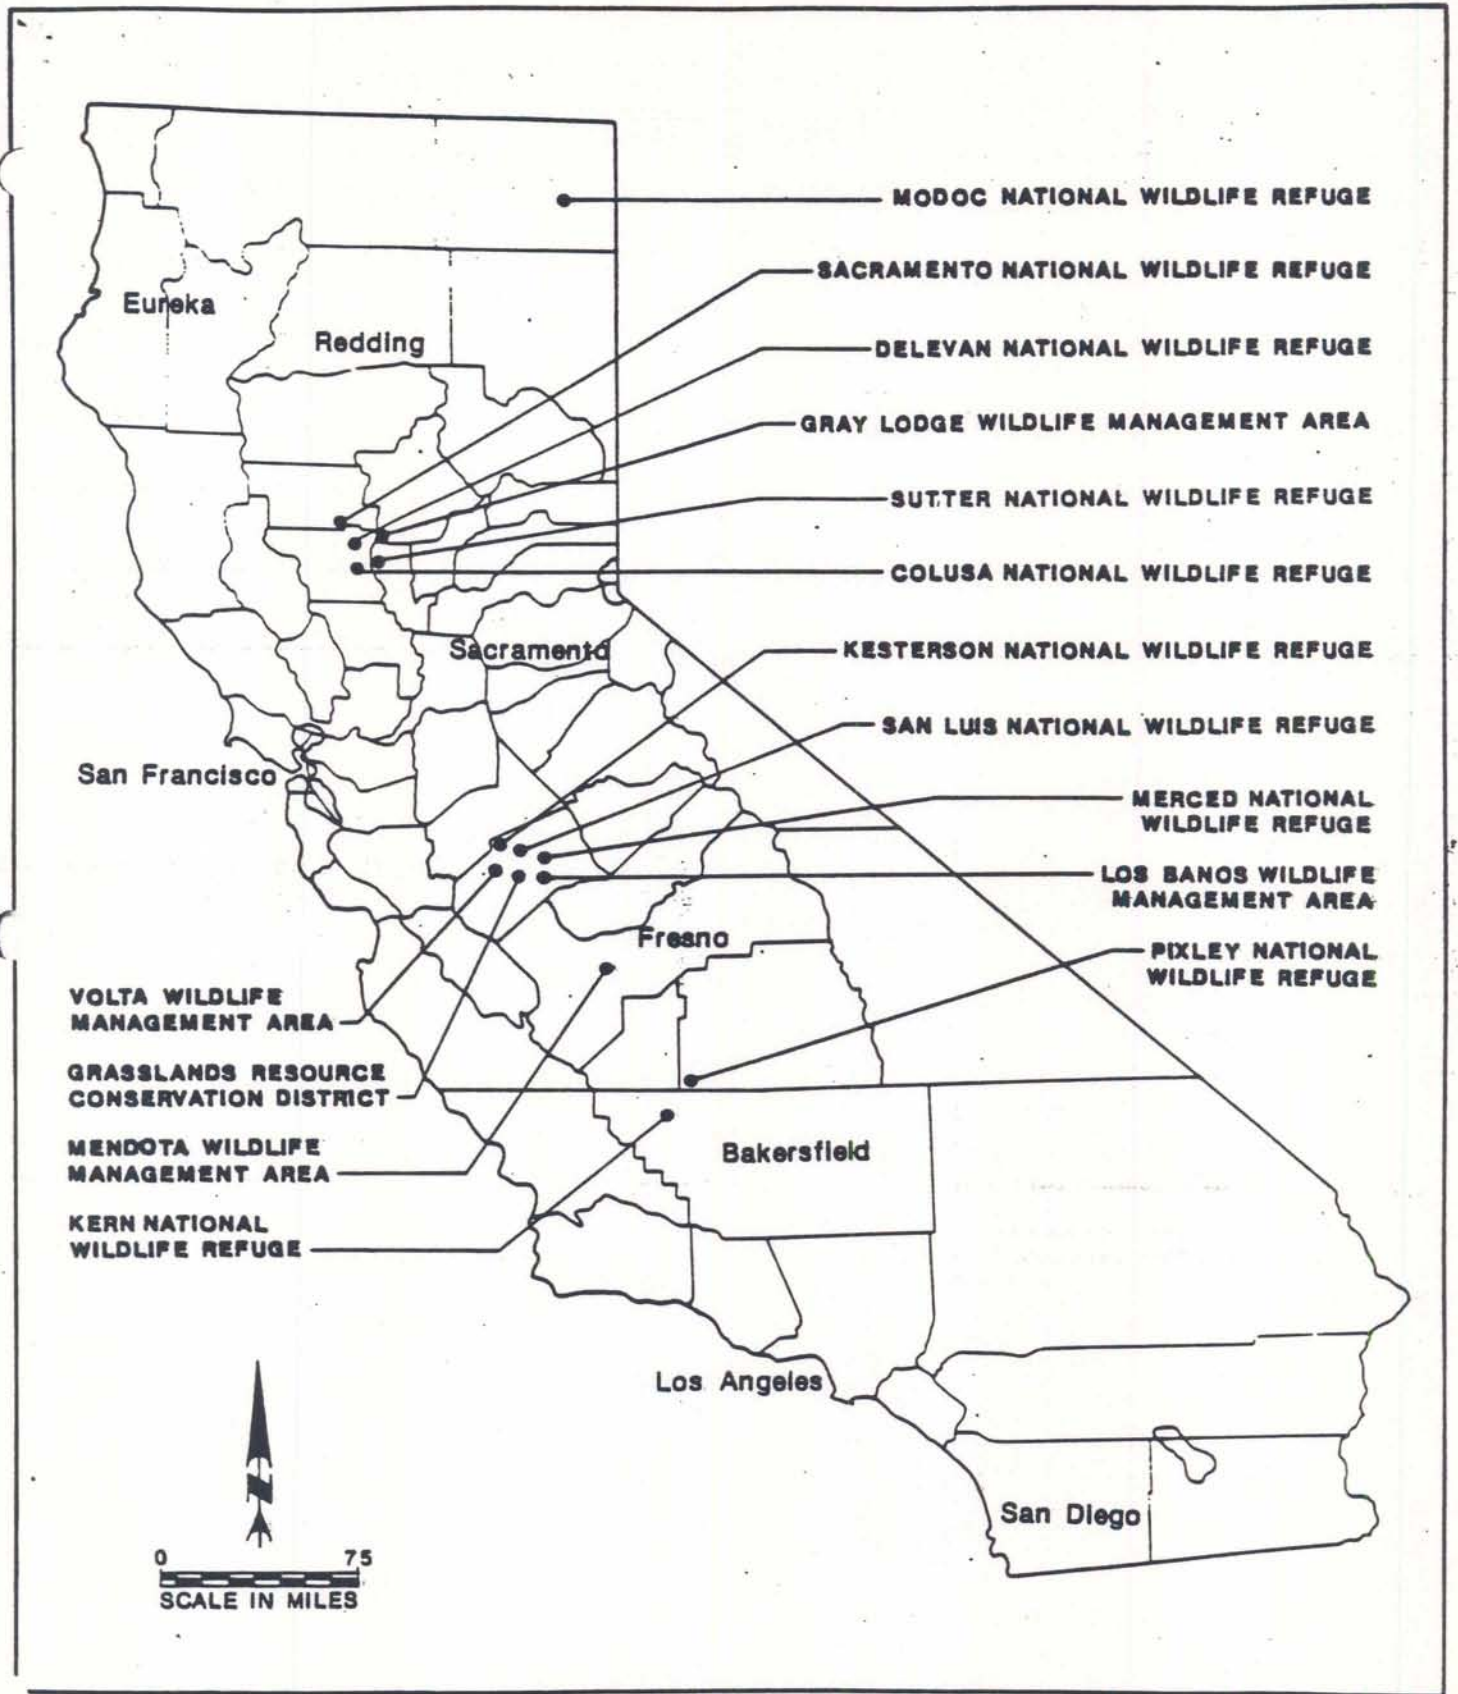 MODOC NATIONAL WILDLIFE REFUGE
SACRAMENTO NATIONAL WILDLIFE REFUGE
Eureka
Redding
DELEVAN NATIONAL WILDLIFE REFUGE
GRAY LODGE WILDLIFE MANAGEMENT AREA
SUTTER NATIONAL WILDLIFE REFUGE
COLUSA NATIONAL WILDLIFE REFUGE
Sacramento
KESTERSON NATIONAL WILDLIFE REFUGE
SAN LUIS NATIONAL WILDLIFE REFUGE
San Francisco
MERCED NATIONAL
WILDLIFE REFUGE
LOS BANOS WILDLIFE
MANAGEMENT AREA
Fresno
PIXLEY NATIONAL
WILDLIFE REFUGE
VOLTA WILDLIFE
MANAGEMENT AREA
GRASSLANDS RESOURCE
CONSERVATION DISTRICT
MENDOTA WILDLIFE
MANAGEMENT AREA
Bakersfield
KERN NATIONAL
WILDLIFE REFUGE
Los Angeles
San Diego
N
0 75
SCALE IN MILES